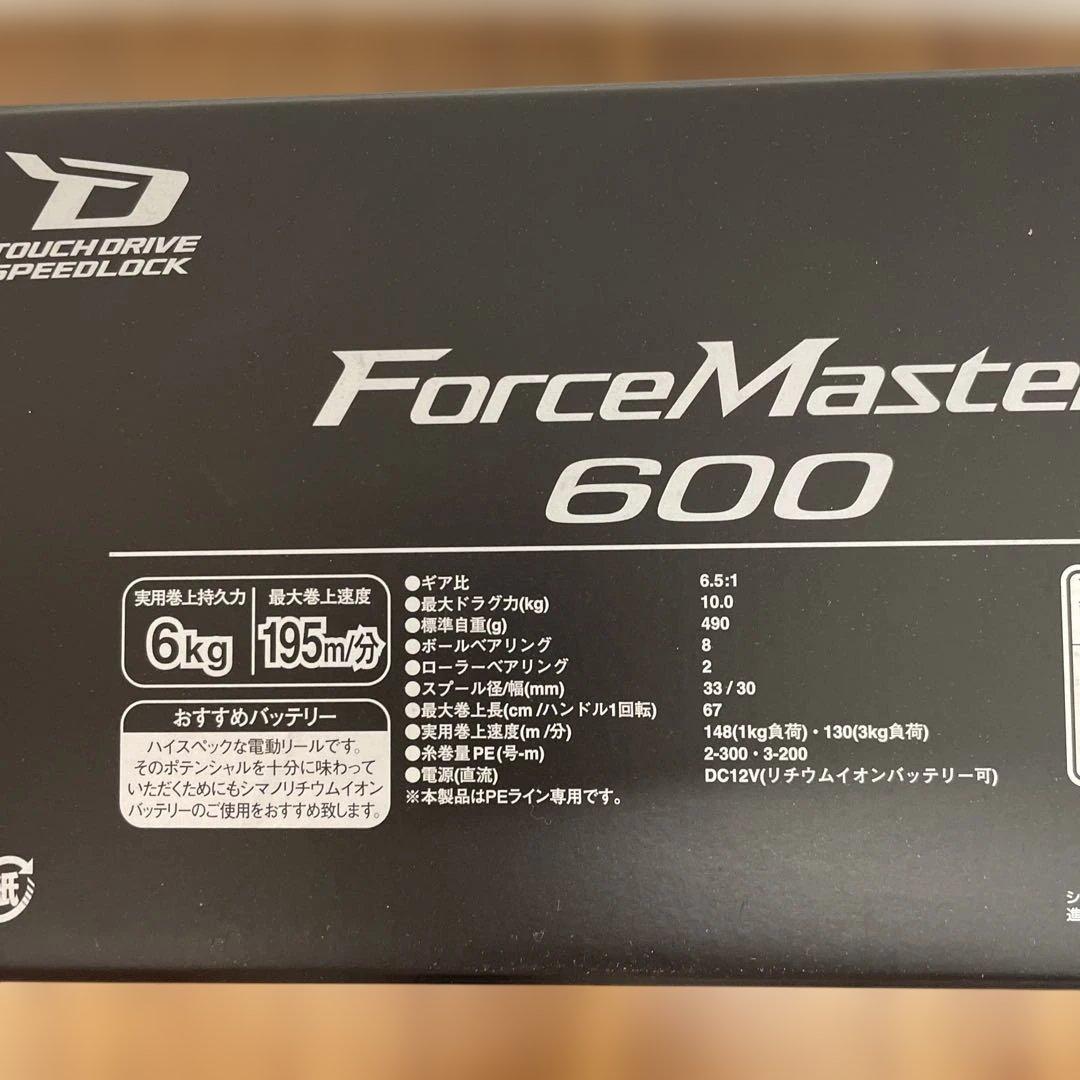 TOUCH DRIVE
SPEEDLOCK
ForceMaster
600
実用巻上持久力
6kg
最大巻上速度
195m/分
おすすめバッテリー
ハイスペックな電動リールです。
そのポテンシャルを十分に味わって
いただくためにもシマノリチウムイオン
バッテリーのご使用をおすすめ致します。
●ギア比 6.5:1
●最大ドラグ力(kg) 10.0
●標準自重(g) 490
●ボールベアリング 8
●ローラーベアリング 2
●スプール径/幅(mm) 33 / 30
●最大巻上長(cm /ハンドル1回転) 67
●実用巻上速度(m /分) 148(1kg負荷)・130(3kg負荷)
●糸巻量PE(号-m) 2-300・3-200
●電源(直流) DC12V(リチウムイオンバッテリー可)
※本製品はPEライン専用です。
紙
シ
進